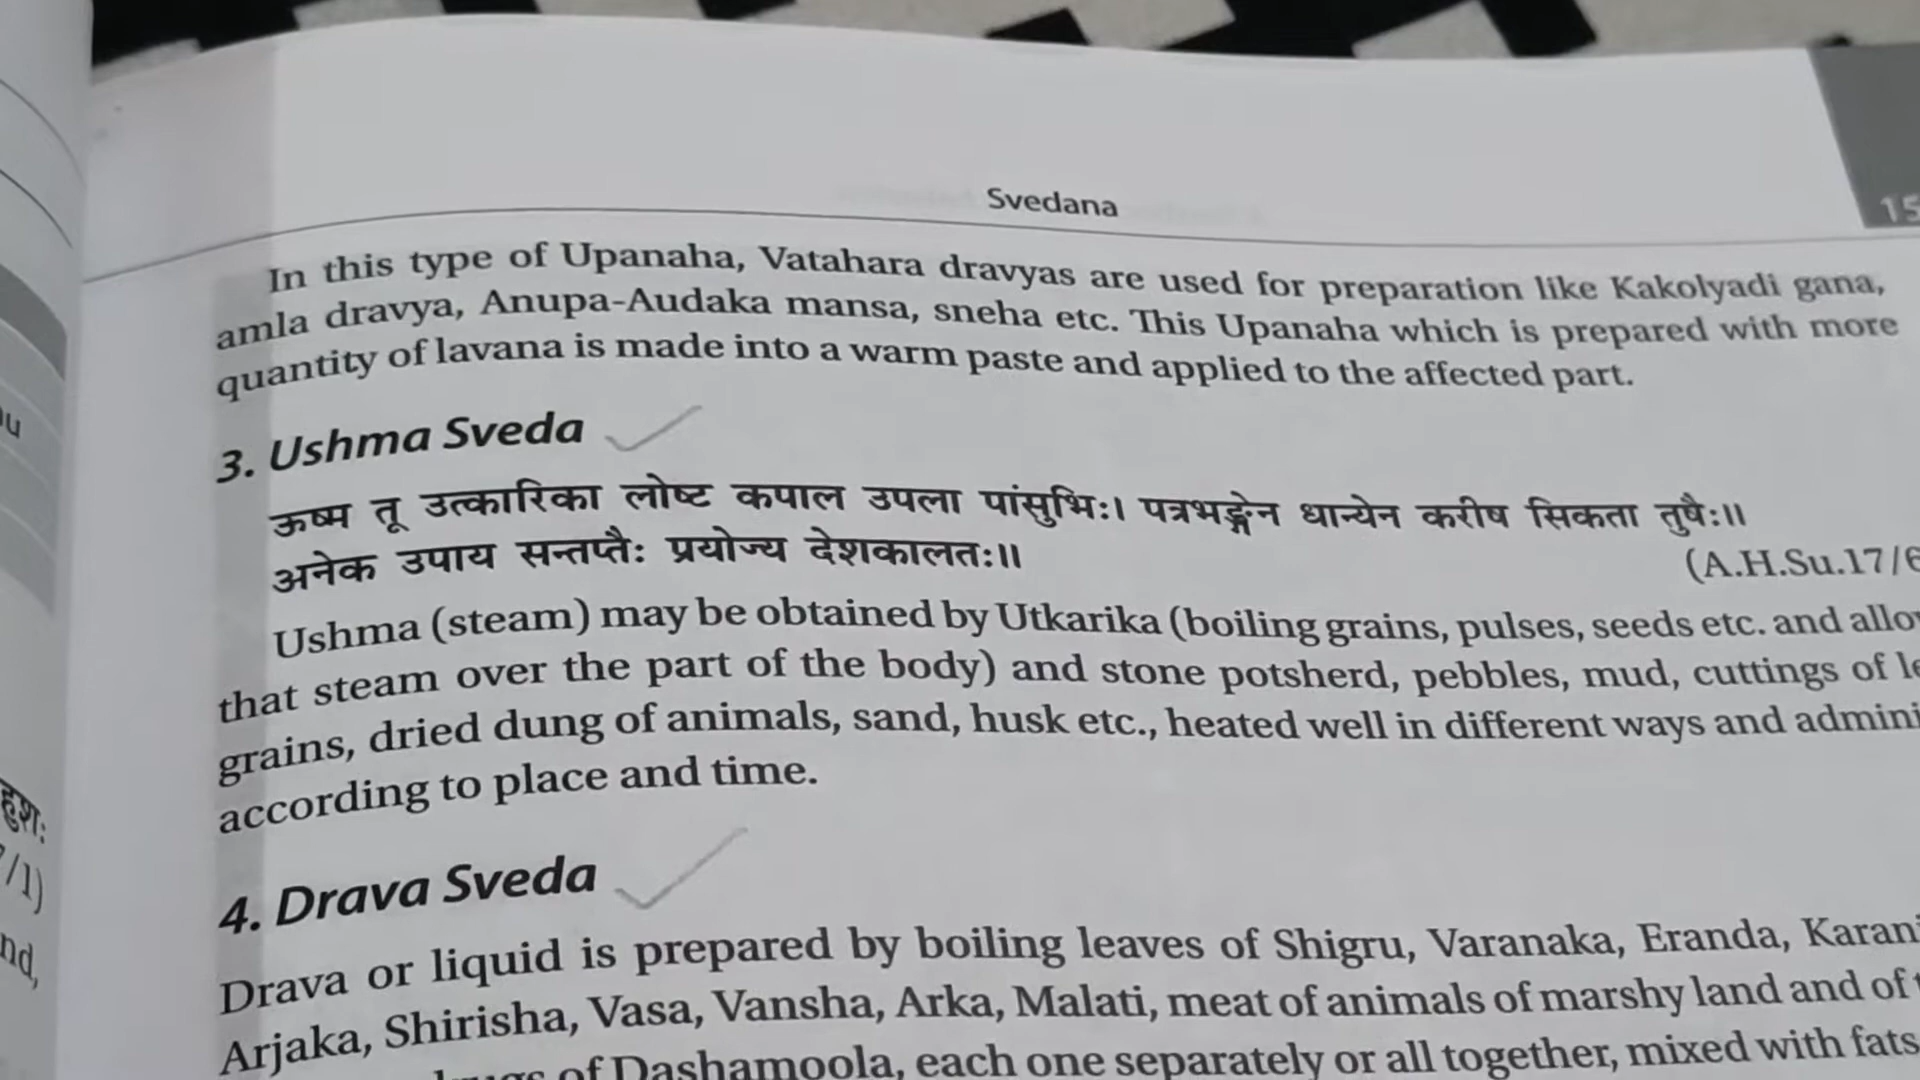 Svedana
15
In this type of Upanaha, Vatahara dravyas are used for preparation like Kakolyadi gana,
amla dravya, Anupa-Audaka mansa, sneha etc. This Upanaha which is prepared with more
quantity of lavana is made into a warm paste and applied to the affected part.
3. Ushma Sveda
ऊष्म तू उत्कारिका लोष्ट कपाल उपला पांसुभिः। पत्रभङ्गेन धान्येन करीष सिकता तुषैः॥
अनेक उपाय सन्तप्तैः प्रयोज्य देशकालतः॥
(A.H.Su.17/6
Ushma (steam) may be obtained by Utkarika (boiling grains, pulses, seeds etc. and allo
that steam over the part of the body) and stone potsherd, pebbles, mud, cuttings of le
grains, dried dung of animals, sand, husk etc., heated well in different ways and admini
according to place and time.
4. Drava Sveda
Drava or liquid is prepared by boiling leaves of Shigru, Varanaka, Eranda, Karanj
Arjaka, Shirisha, Vasa, Vansha, Arka, Malati, meat of animals of marshy land and of
of Dashamoola, each one separately or all together, mixed with fats
/1)
nd,